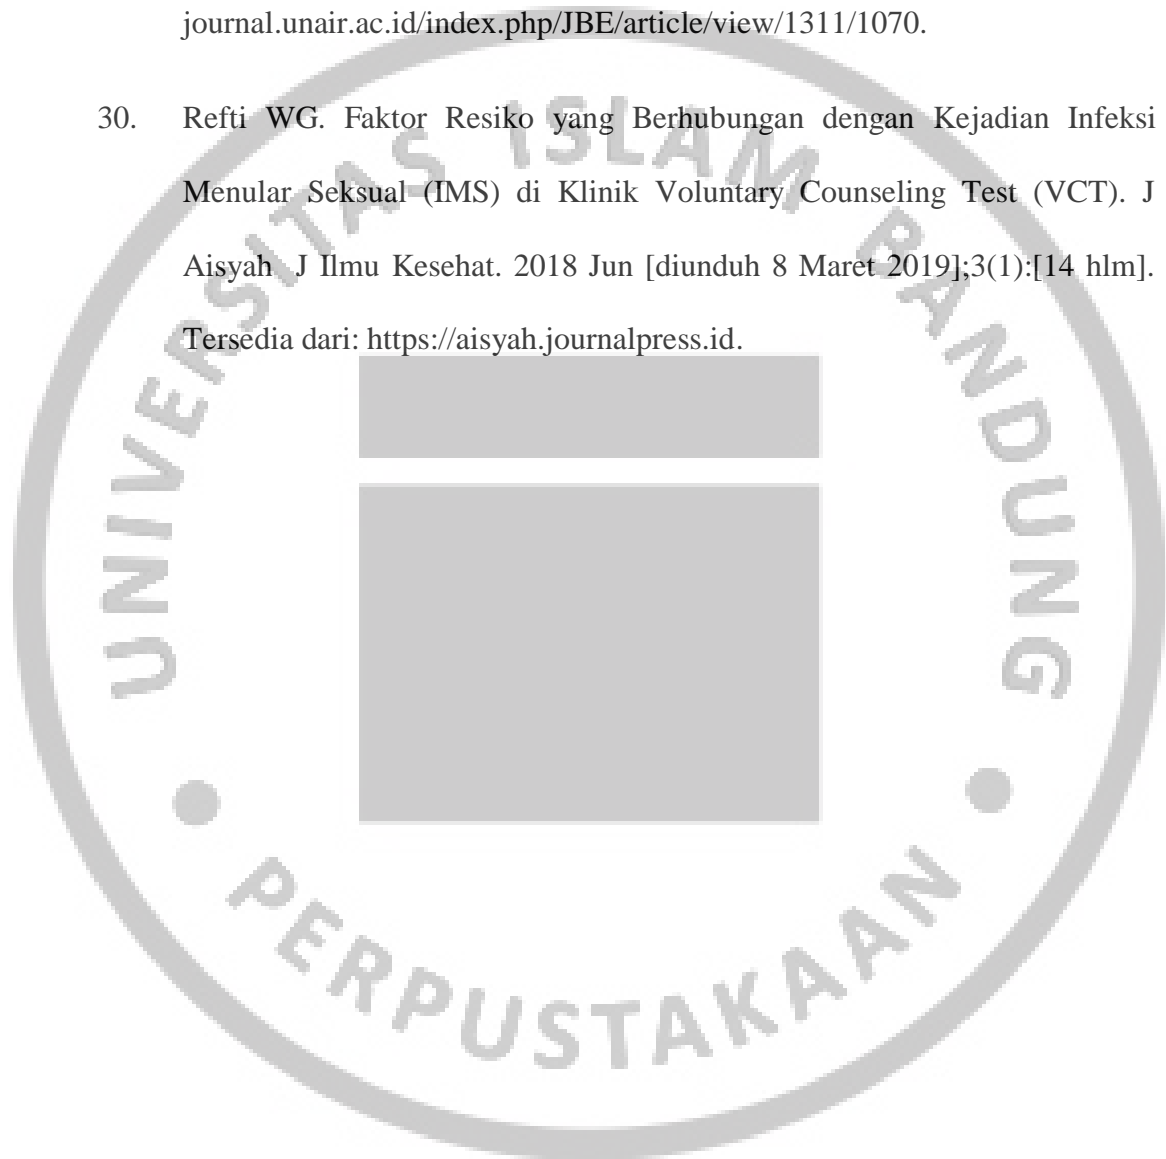 journal.unair.ac.id/index.php/JBE/article/view/1311/1070.
30. Refti WG. Faktor Resiko yang Berhubungan dengan Kejadian Infeksi
Menular Seksual (IMS) di Klinik Voluntary Counseling Test (VCT). J
Aisyah J Ilmu Kesehat. 2018 Jun [diunduh 8 Maret 2019];3(1):[14 hlm].
Tersedia dari: https://aisyah.journalpress.id.
UNIVERSITAS ISLAM BANDUNG
PERPUSTAKAAN